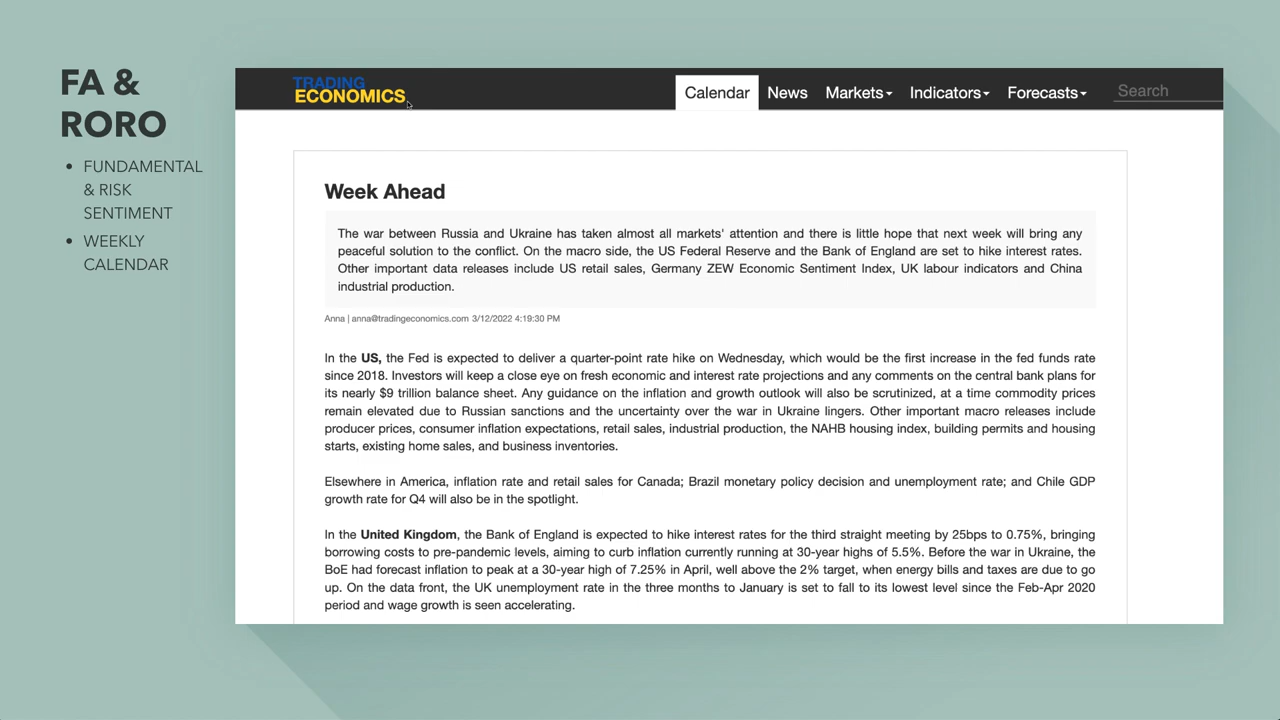 FA &
RORO
• FUNDAMENTAL
& RISK
SENTIMENT
• WEEKLY
CALENDAR
TRADING
ECONOMICS
Calendar News Markets Indicators Forecasts Search
Week Ahead
The war between Russia and Ukraine has taken almost all markets' attention and there is little hope that next week will bring any
peaceful solution to the conflict. On the macro side, the US Federal Reserve and the Bank of England are set to hike interest rates.
Other important data releases include US retail sales, Germany ZEW Economic Sentiment Index, UK labour indicators and China
industrial production.
Anna | anna@tradingeconomics.com 3/12/2022 4:19:30 PM
In the US, the Fed is expected to deliver a quarter-point rate hike on Wednesday, which would be the first increase in the fed funds rate
since 2018. Investors will keep a close eye on fresh economic and interest rate projections and any comments on the central bank plans for
its nearly $9 trillion balance sheet. Any guidance on the inflation and growth outlook will also be scrutinized, at a time commodity prices
remain elevated due to Russian sanctions and the uncertainty over the war in Ukraine lingers. Other important macro releases include
producer prices, consumer inflation expectations, retail sales, industrial production, the NAHB housing index, building permits and housing
starts, existing home sales, and business inventories.
Elsewhere in America, inflation rate and retail sales for Canada; Brazil monetary policy decision and unemployment rate; and Chile GDP
growth rate for Q4 will also be in the spotlight.
In the United Kingdom, the Bank of England is expected to hike interest rates for the third straight meeting by 25bps to 0.75%, bringing
borrowing costs to pre-pandemic levels, aiming to curb inflation currently running at 30-year highs of 5.5%. Before the war in Ukraine, the
BoE had forecast inflation to peak at a 30-year high of 7.25% in April, well above the 2% target, when energy bills and taxes are due to go
up. On the data front, the UK unemployment rate in the three months to January is set to fall to its lowest level since the Feb-Apr 2020
period and wage growth is seen accelerating.